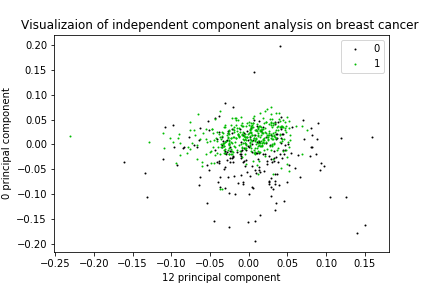 Visualizaion of independent component analysis on breast cancer
0.20
0.15
0.10
0.05
0.00
−0.05
−0.10
−0.15
−0.20
0 principal component
0
1
−0.25 −0.20 −0.15 −0.10 −0.05 0.00 0.05 0.10 0.15
12 principal component